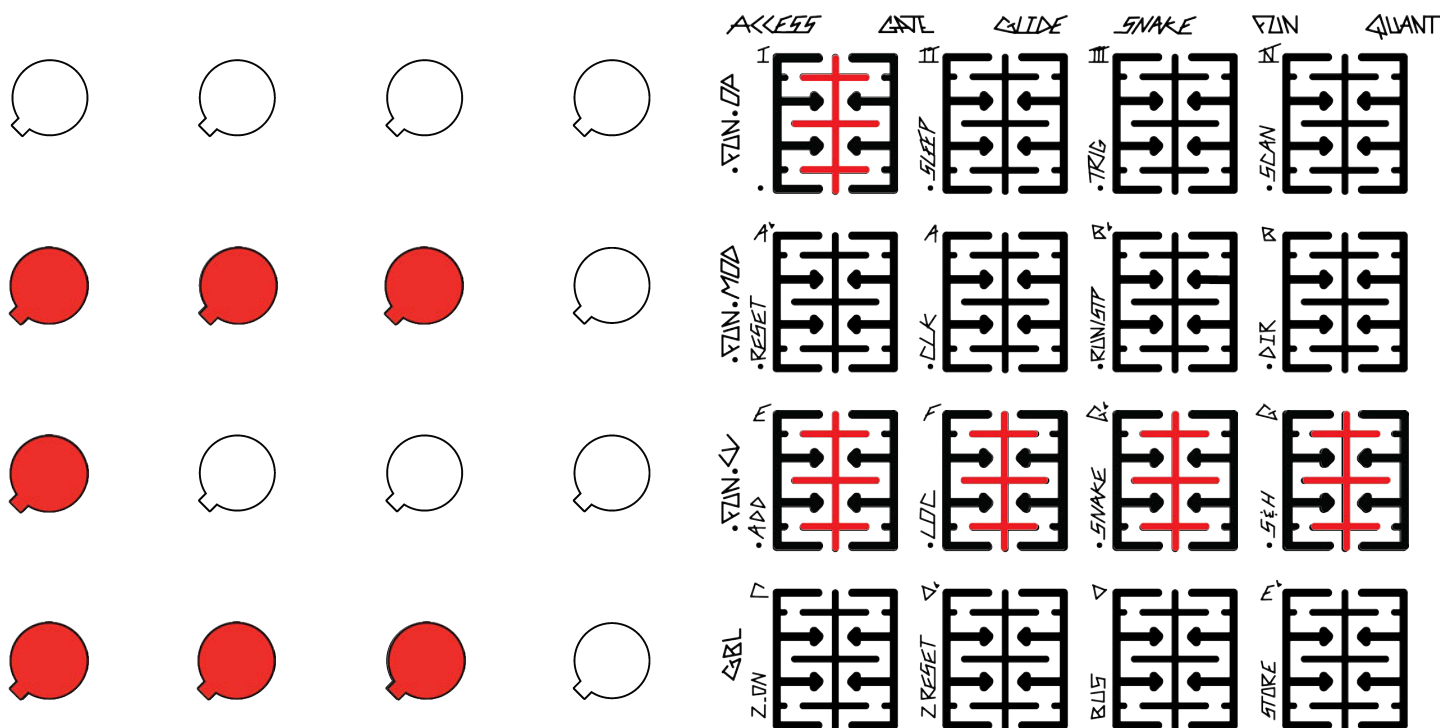 ACCESS GATE GLIDE SNAKE FUN QUANT
I II III IV
.FUN.OP .SLEEP .TRIG .SCAN
A♭ A B♭ B
.FUN.MOD .RESET .CLK .RUN/STP .DIR
E F G♭ G
.FUN.CV .ADD .LOC .SNAKE .S&H
C D♭ D E♭
GBL Z.ON Z RESET BUS STORE